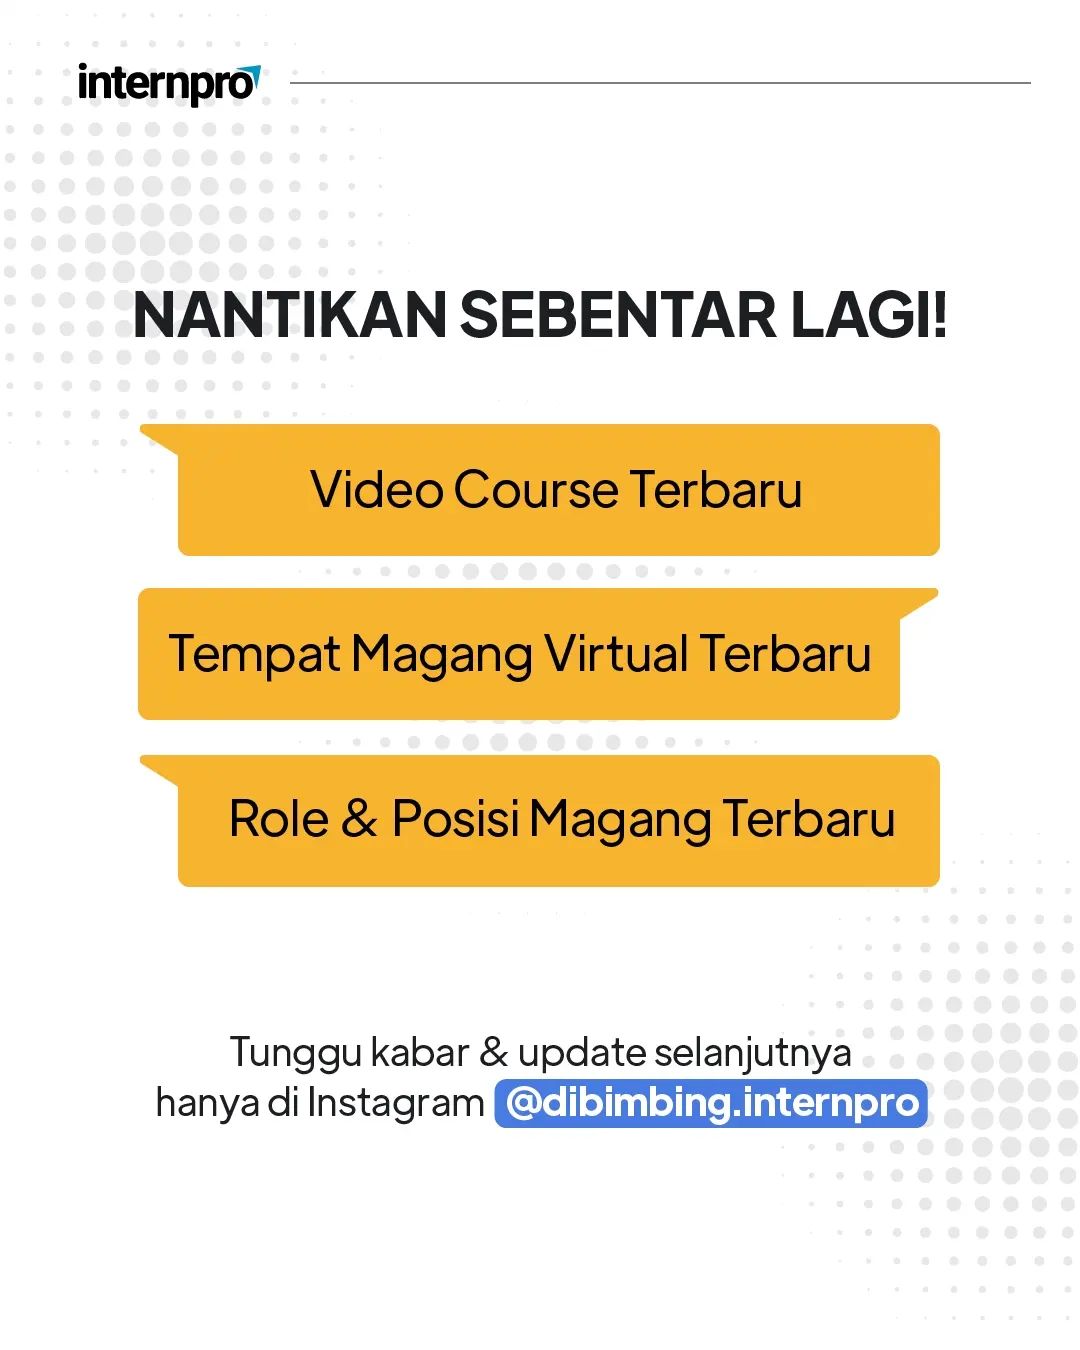 internpro
NANTIKAN SEBENTAR LAGI!
Video Course Terbaru
Tempat Magang Virtual Terbaru
Role & Posisi Magang Terbaru
Tunggu kabar & update selanjutnya
hanya di Instagram @dibimbing.internpro